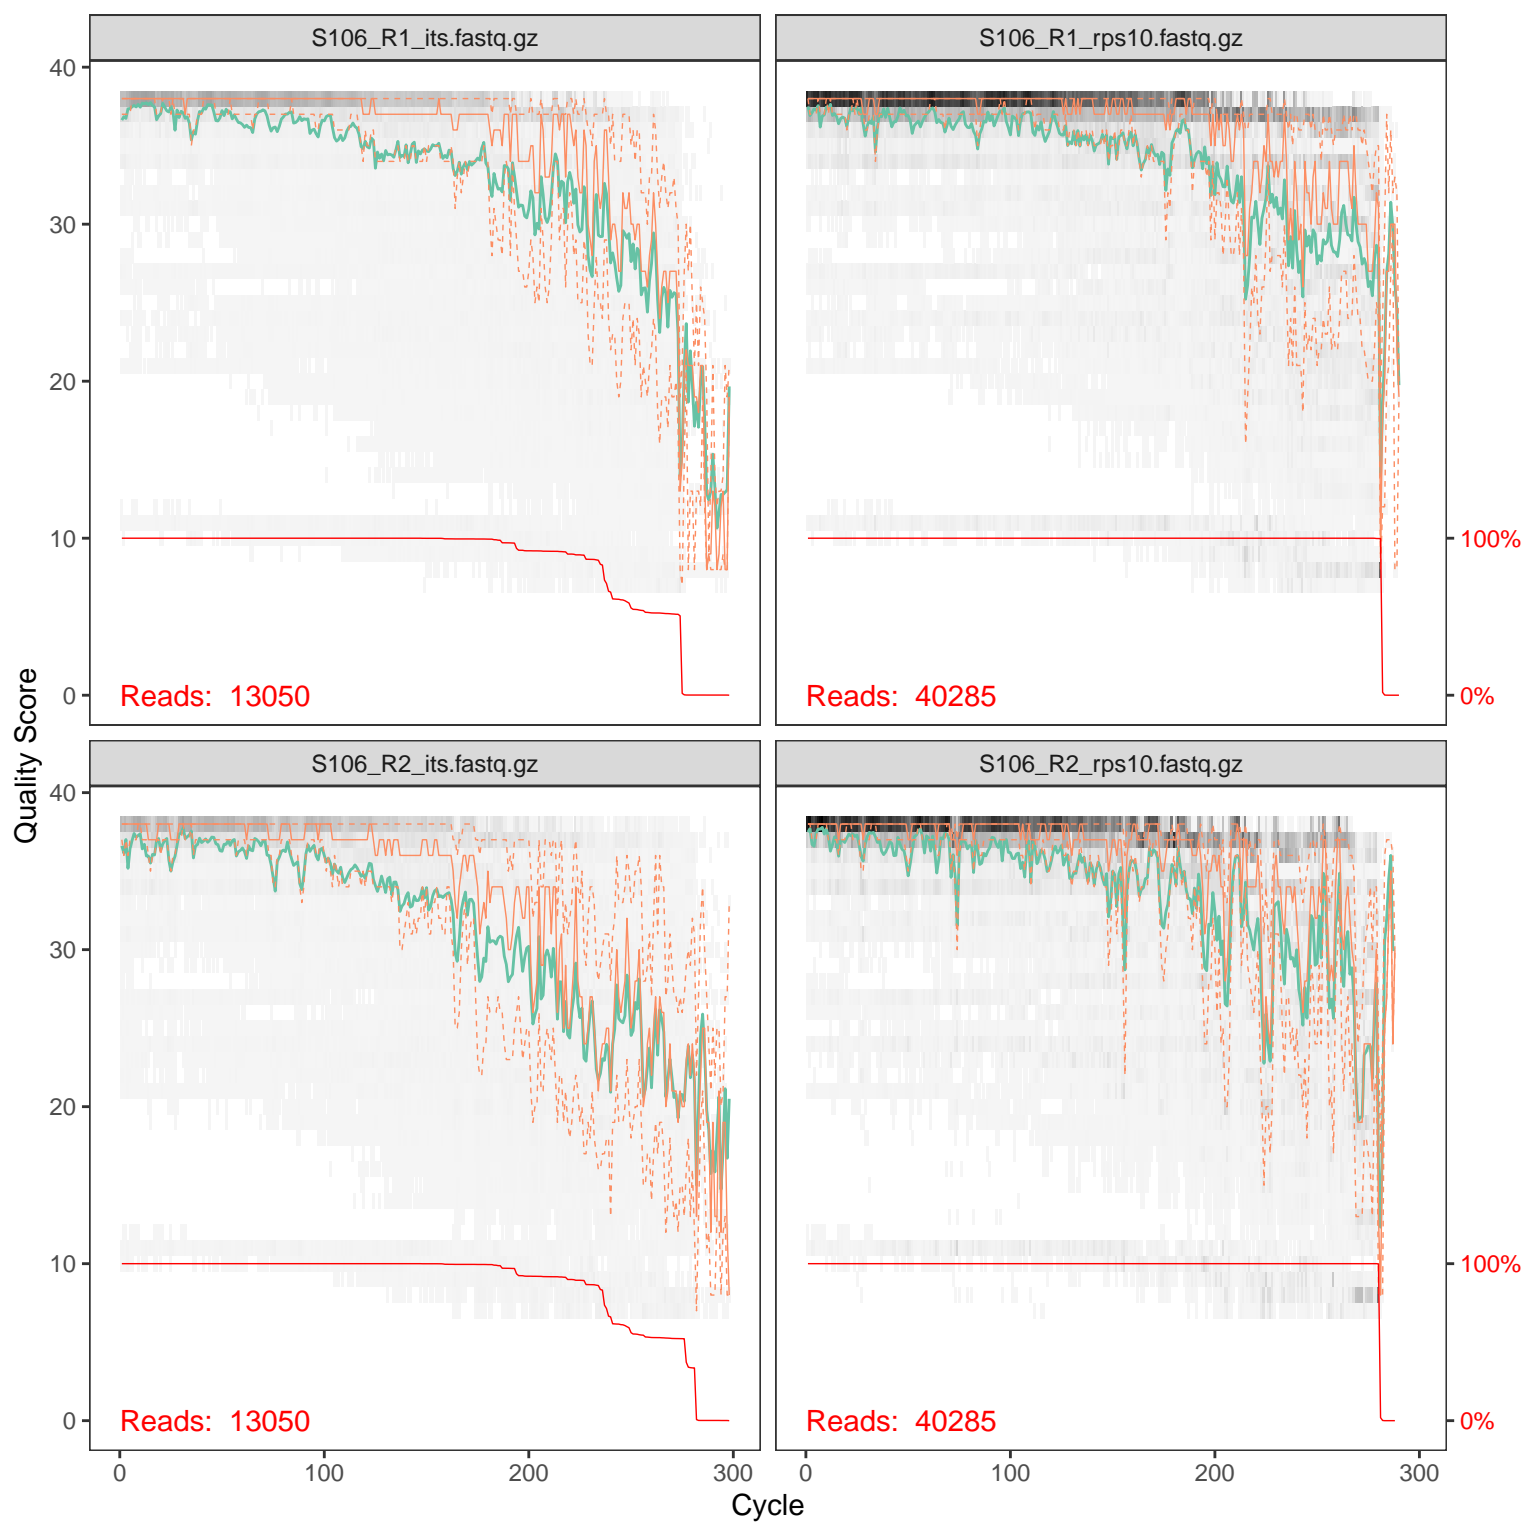 S106_R1_its.fastq.gz
S106_R1_rps10.fastq.gz
40
30
20
10
0
100%
0%
Reads: 13050
Reads: 40285
Quality Score
S106_R2_its.fastq.gz
S106_R2_rps10.fastq.gz
40
30
20
10
0
100%
0%
Reads: 13050
Reads: 40285
0 100 200 300
0 100 200 300
Cycle